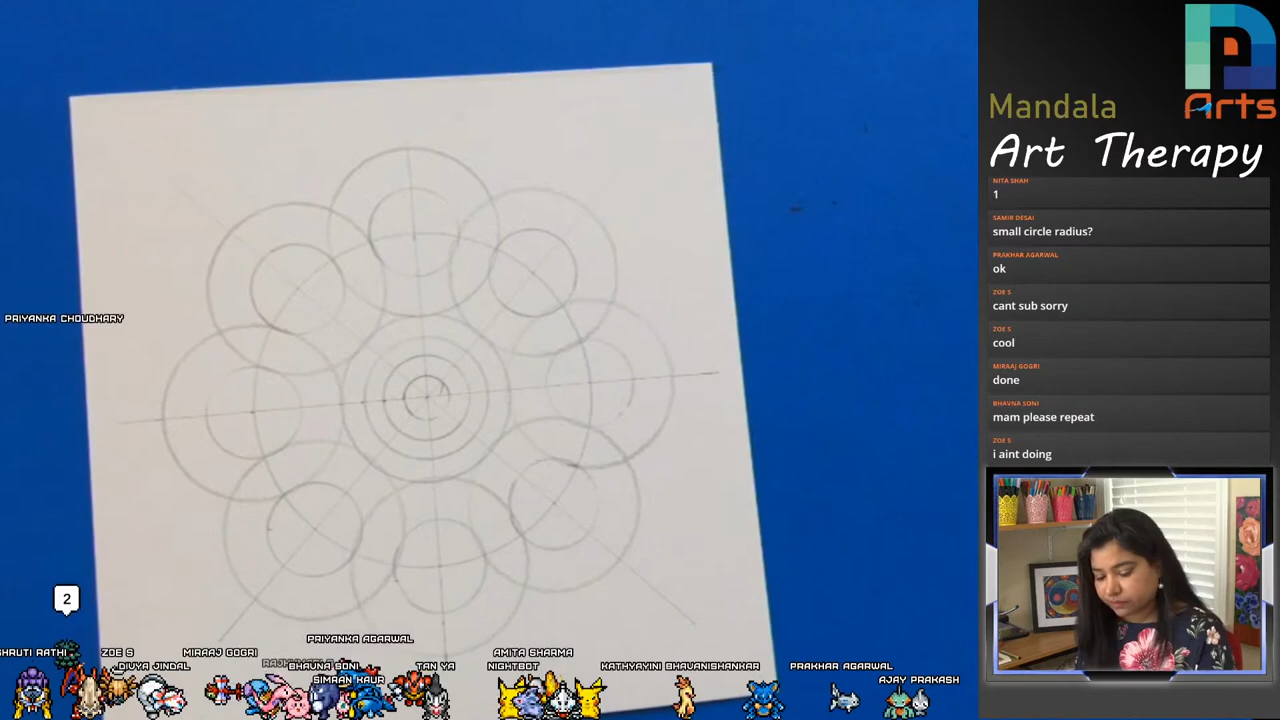 Arts
Mandala
Art Therapy
NITA SHAH
1
SAMIR DESAI
small circle radius?
PRAKHAR AGARWAL
ok
ZOE S
cant sub sorry
ZOE S
cool
MIRAAJ GOGRI
done
BHAVNA SONI
mam please repeat
ZOE S
i aint doing
PRIYANKA CHOUDHARY
2
SHRUTI RATHI
ZOE S
DIVYA JINDAL
MIRAAJ GOGRI
PRIYANKA AGARWAL
BHAVNA SONI
SIMRAN KAUR
TAN YA
AMITA SHARMA
NIGHTBOT
KATHYAYINI BHAVANISHANKAR
PRAKHAR AGARWAL
AJAY PRAKASH